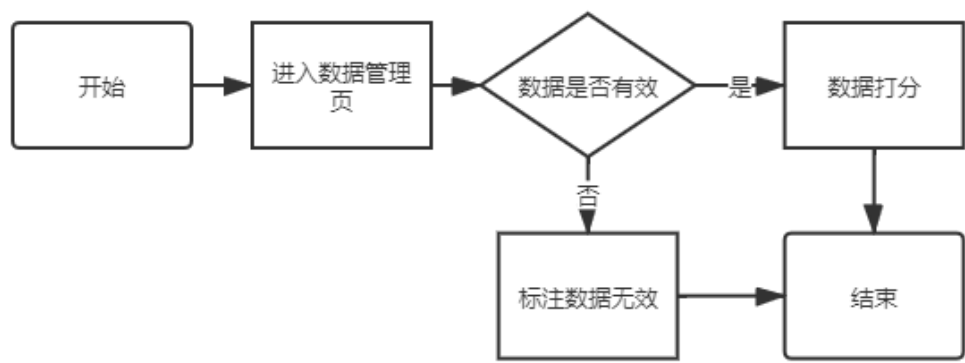 开始
进入数据管理
页
数据是否有效
是
数据打分
否
标注数据无效
结束